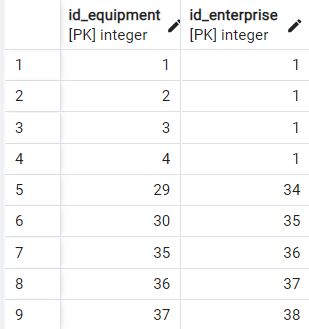 id_equipment id_enterprise
[PK] integer [PK] integer
1 1 1
2 2 1
3 3 1
4 4 1
5 29 34
6 30 35
7 35 36
8 36 37
9 37 38